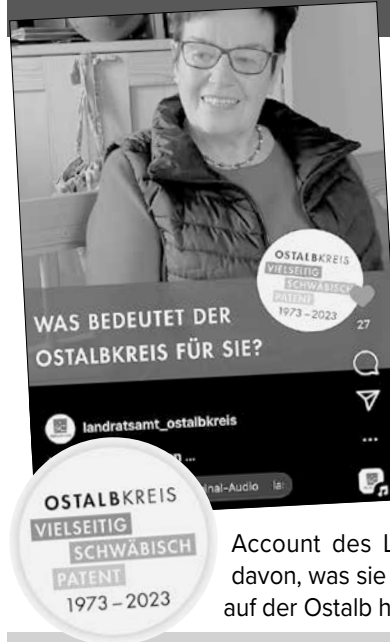 OSTALBKREIS
VIELSEITIG
SCHWÄBISCH
PATENT
1973–2023
WAS BEDEUTET DER
OSTALBKREIS FÜR SIE?
27
landratsamt_ostalbkreis
...
OSTALBKREIS
VIELSEITIG
SCHWÄBISCH
PATENT
1973–2023
Account des
davon, was sie
auf der Ostalb